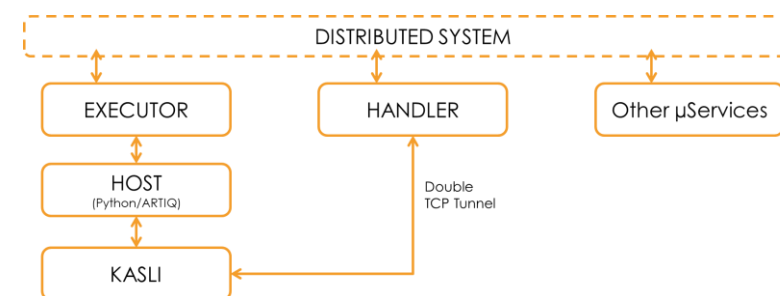 DISTRIBUTED SYSTEM
EXECUTOR
HANDLER
Other µServices
HOST
(Python/ARTIQ)
Double
TCP Tunnel
KASLI